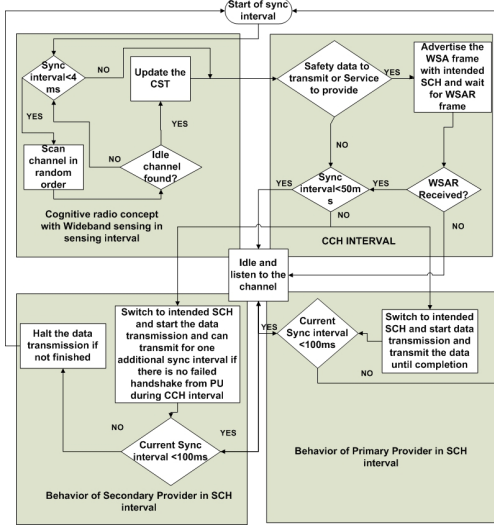 Start of sync
interval
Sync
interval<4
ms
NO
YES
Scan
channel in
random
order
Update the
CST
YES
NO
Idle
channel
found?
Cognitive radio concept
with Wideband sensing in
sensing interval
Safety data to
transmit or Service
to provide
YES
Advertise the
WSA frame
with intended
SCH and wait
for WSAR
frame
NO
YES
Sync
interval<50m
s
YES
WSAR
Received?
NO
NO
CCH INTERVAL
Idle and
listen to the
channel
Halt the data
transmission if
not finished
Switch to intended
SCH and start the data
transmission and can
transmit for one
additional sync interval if
there is no failed
handshake from PU
during CCH interval
NO
YES
Current Sync
interval <100ms
Behavior of Secondary Provider in SCH
interval
YES
Current
Sync interval
<100ms
Switch to intended
SCH and start data
transmission and
transmit the data
until completion
NO
Behavior of Primary Provider in SCH
interval